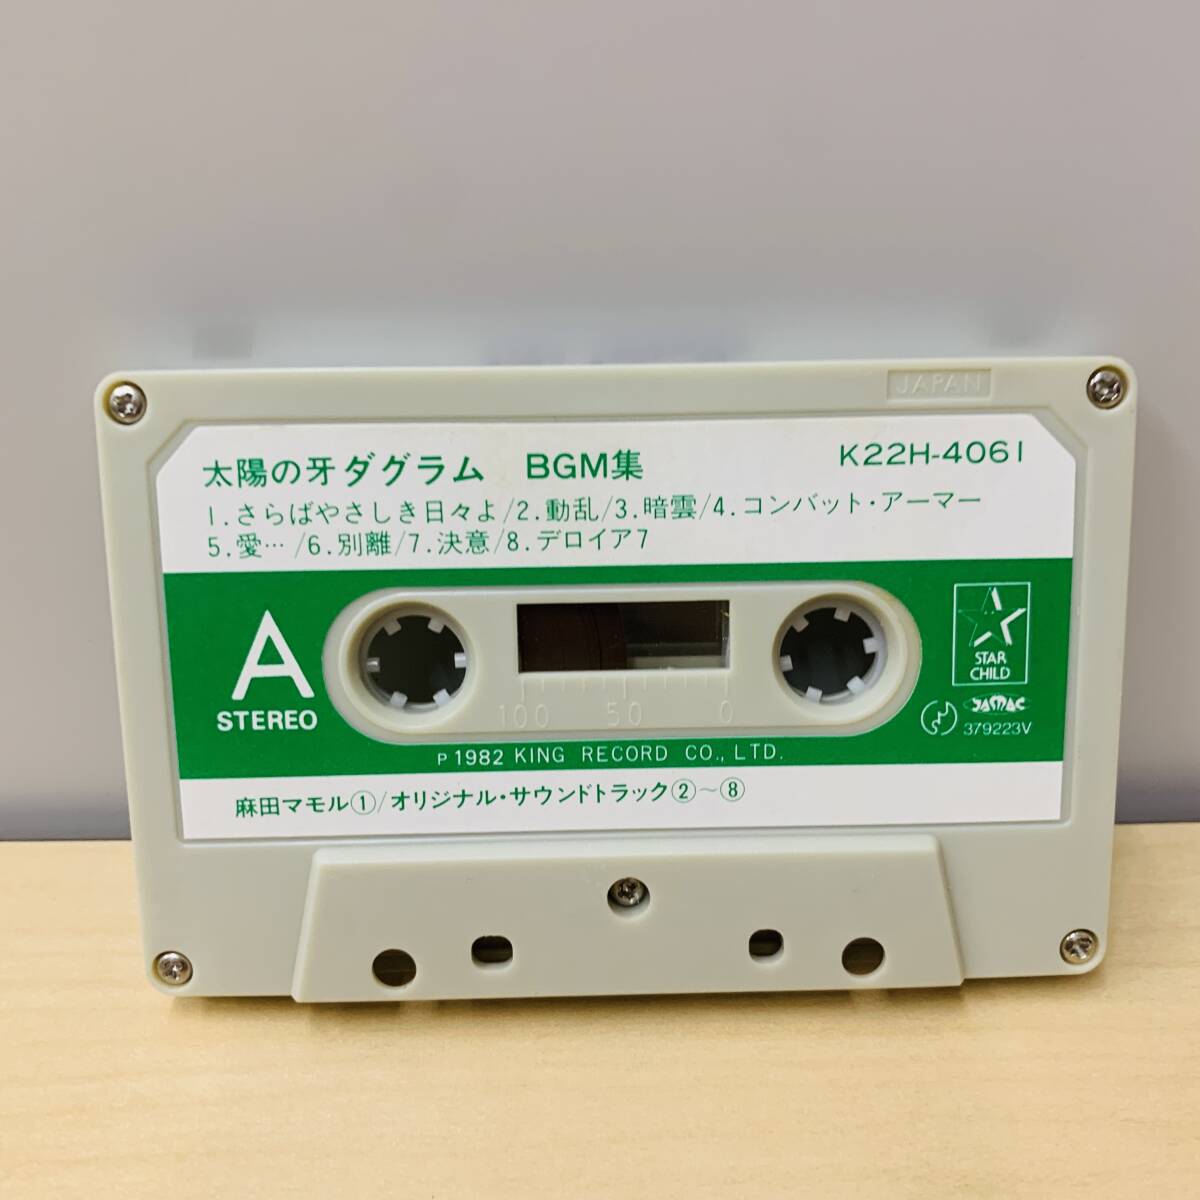 JAPAN
太陽の牙ダグラム BGM集 K22H-4061
1.さらばやさしき日々よ/2.動乱/3.暗雲/4.コンバット・アーマー
5.愛… /6.別離/7.決意/8.デロイア7
A
STEREO
100 50 0
STAR
CHILD
JASRAC
379223V
P 1982 KING RECORD CO., LTD.
麻田マモル①/オリジナル・サウンドトラック②～⑧